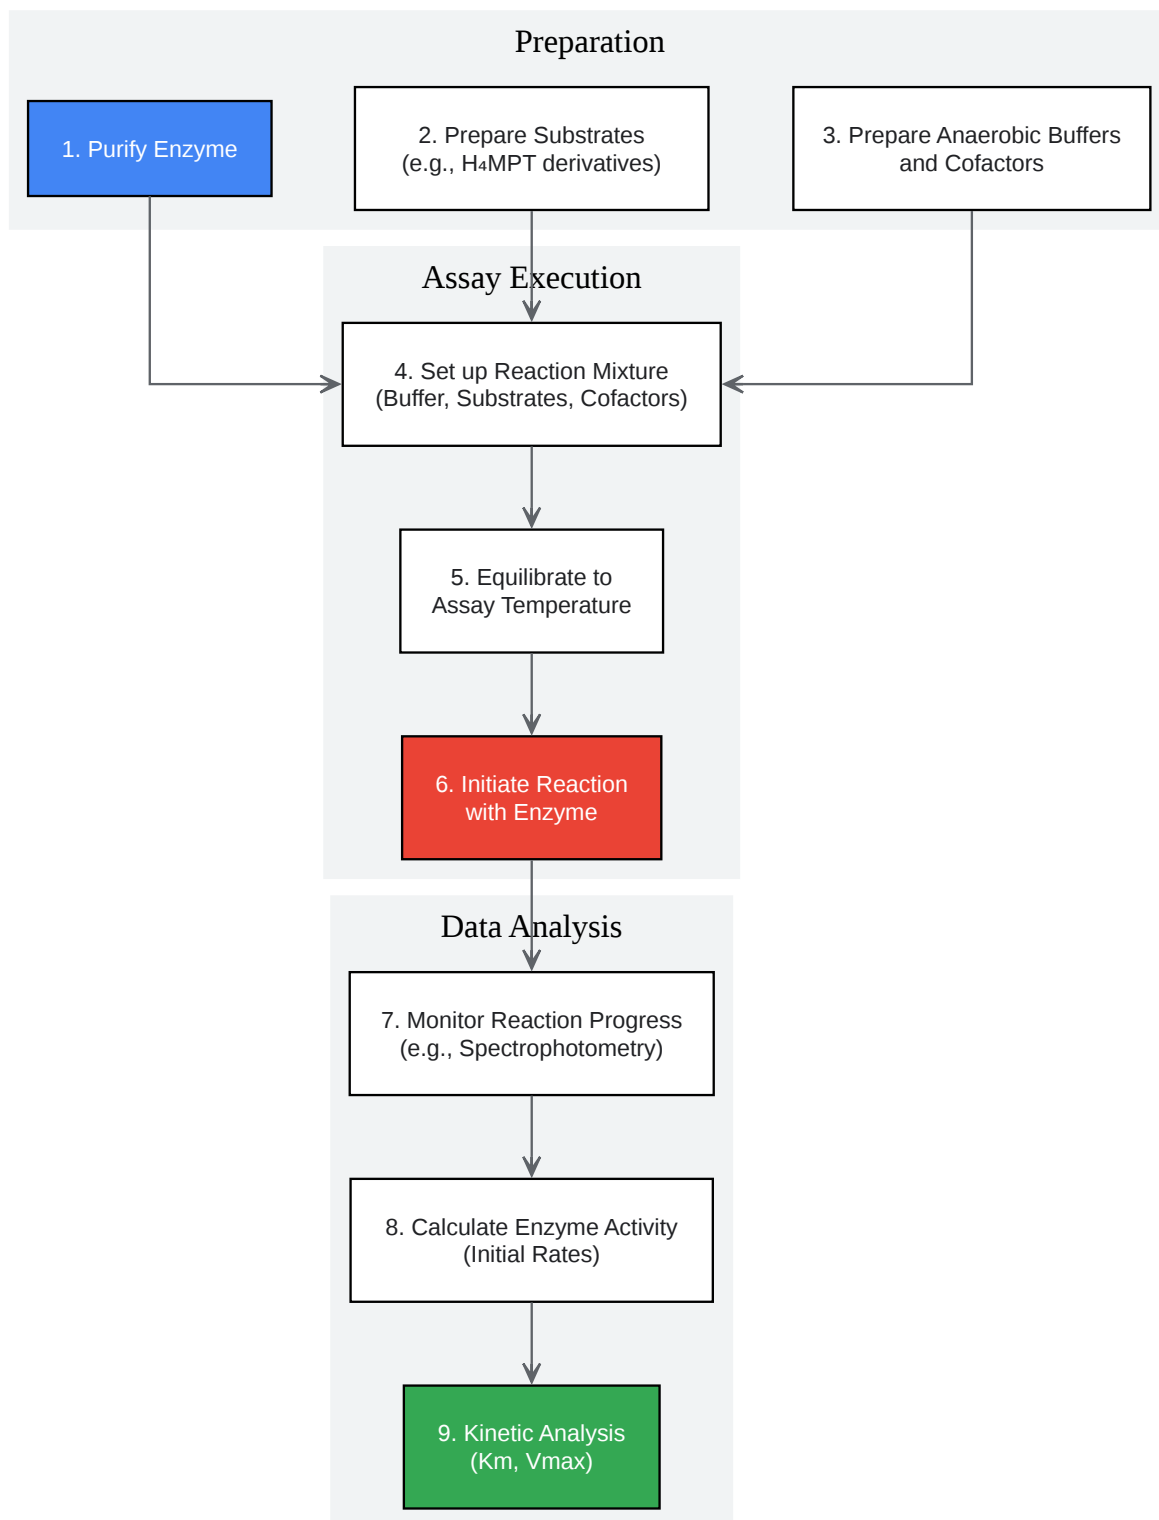 Preparation
1. Purify Enzyme
2. Prepare Substrates
(e.g., H₄MPT derivatives)
3. Prepare Anaerobic Buffers
and Cofactors
Assay Execution
4. Set up Reaction Mixture
(Buffer, Substrates, Cofactors)
5. Equilibrate to
Assay Temperature
6. Initiate Reaction
with Enzyme
Data Analysis
7. Monitor Reaction Progress
(e.g., Spectrophotometry)
8. Calculate Enzyme Activity
(Initial Rates)
9. Kinetic Analysis
(Km, Vmax)